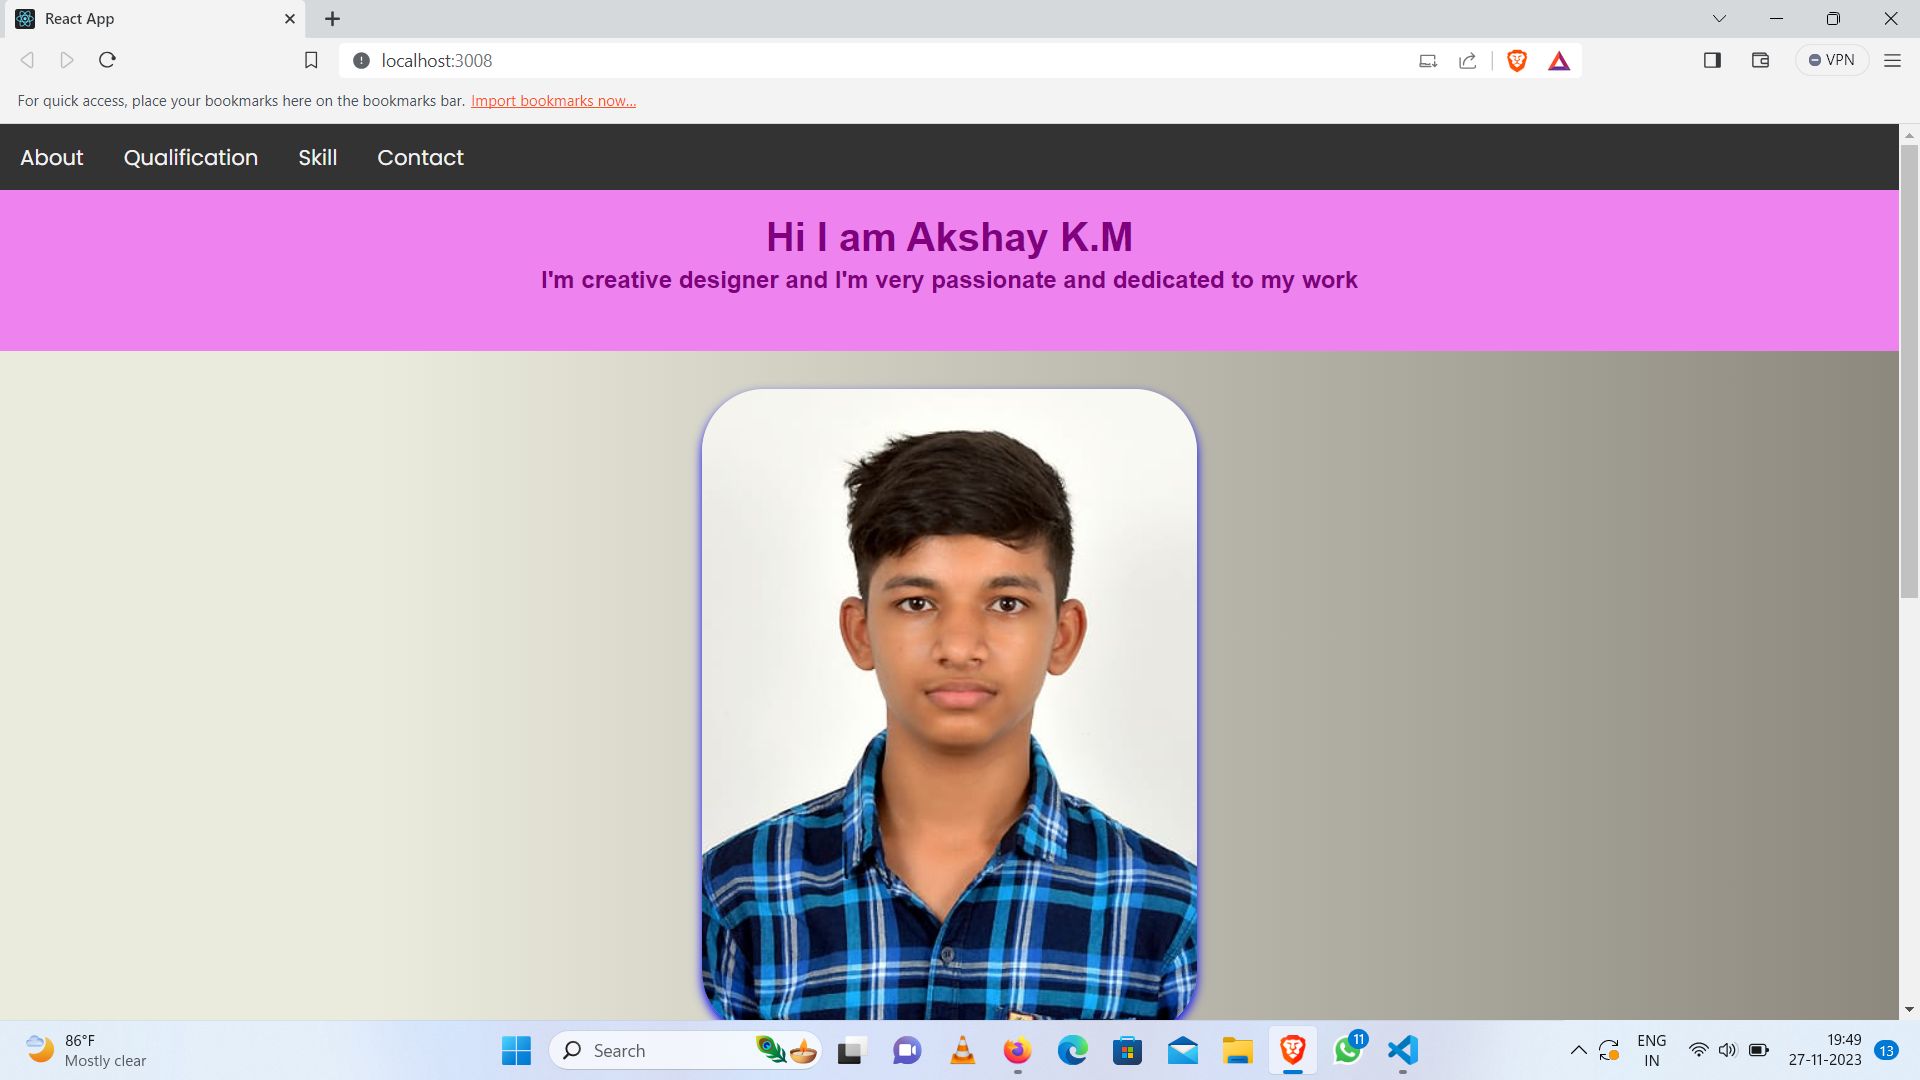 React App
localhost:3008
VPN
For quick access, place your bookmarks here on the bookmarks bar. Import bookmarks now...
About Qualification Skill Contact
Hi I am Akshay K.M
I'm creative designer and I'm very passionate and dedicated to my work
86°F
Mostly clear
Search
11
ENG
IN
19:49
27-11-2023
13